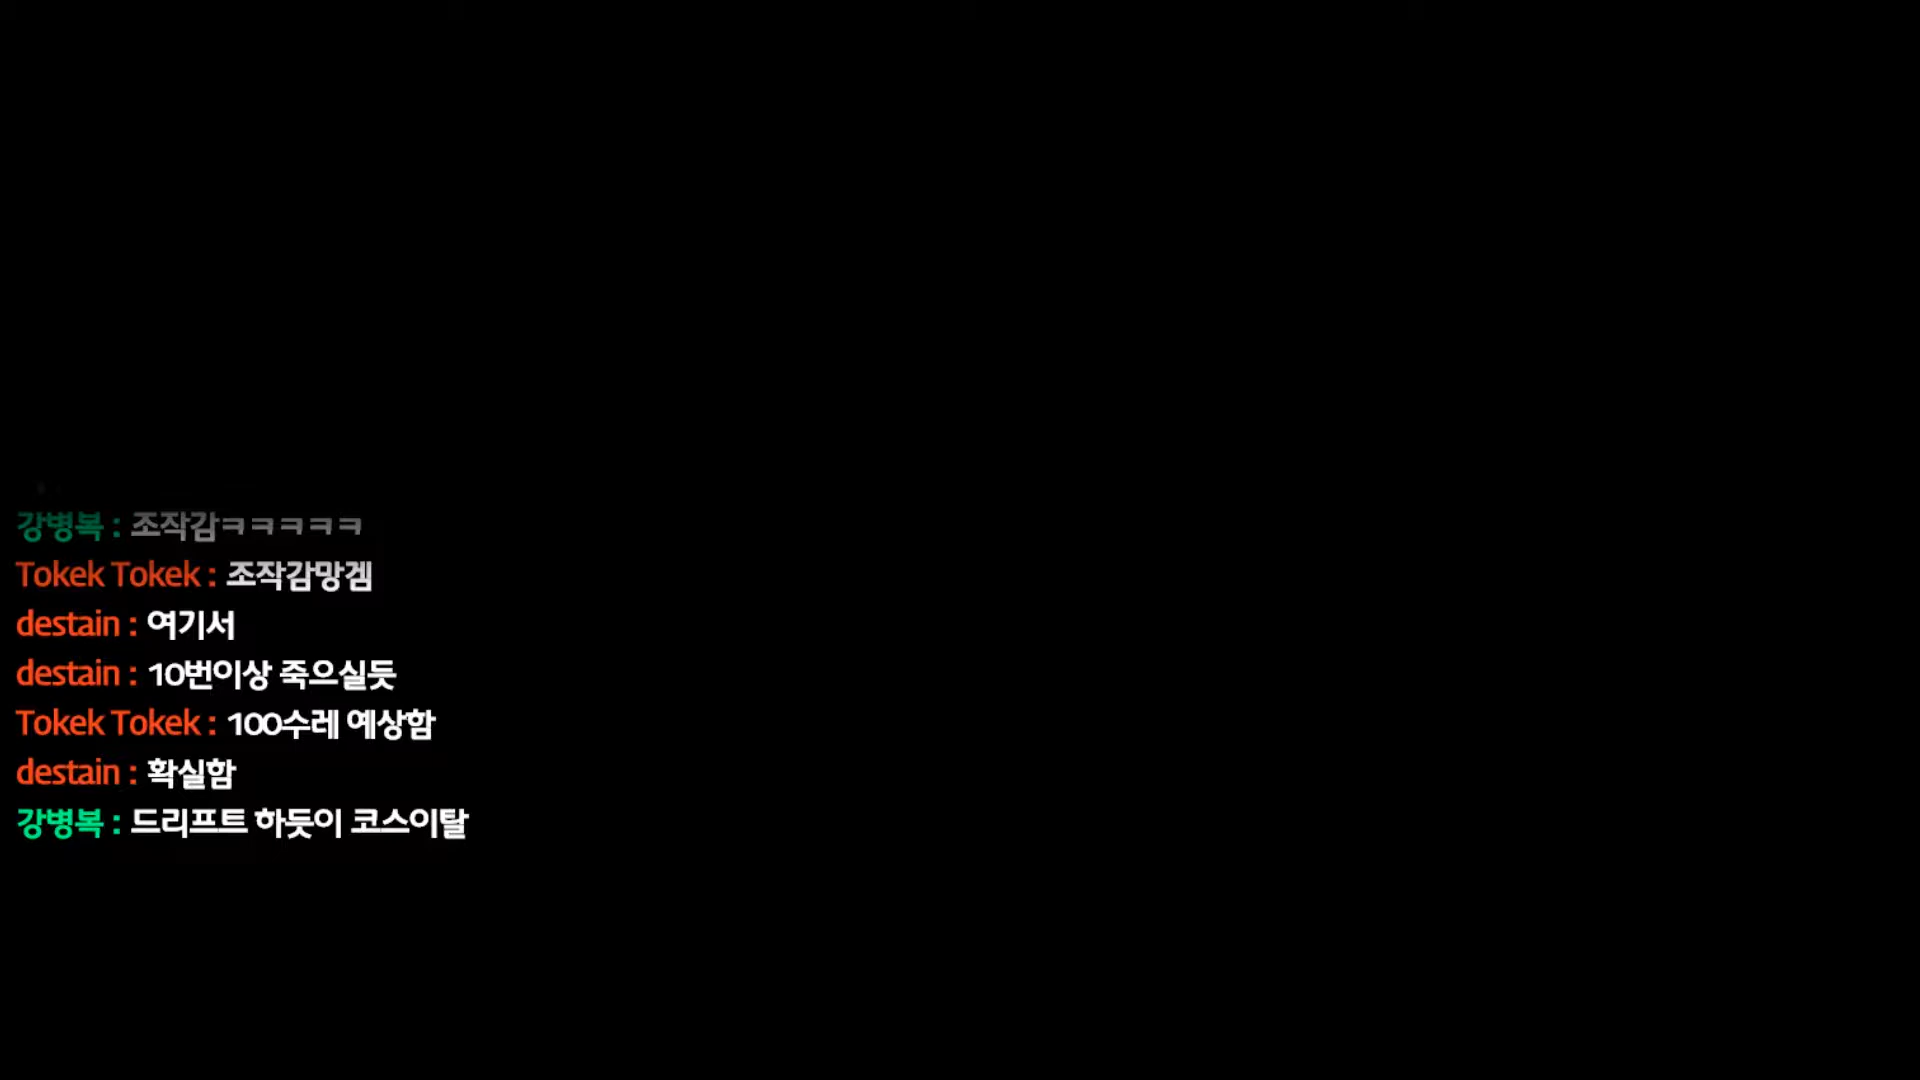 강병복 : 조작감ㅋㅋㅋㅋㅋ
Tokek Tokek : 조작감망겜
destain : 여기서
destain : 10번이상 죽으실듯
Tokek Tokek : 100수레 예상함
destain : 확실함
강병복 : 드리프트 하듯이 코스이탈